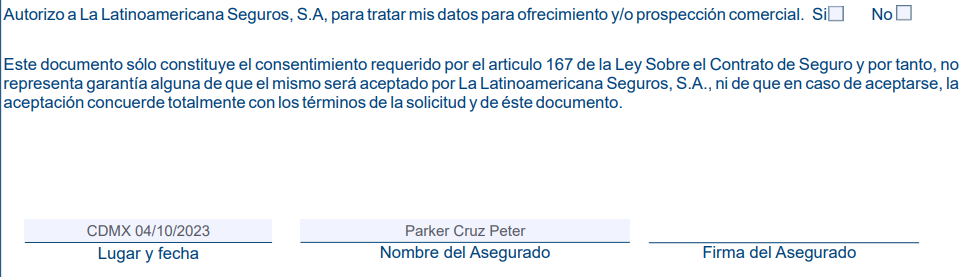 Autorizo a La Latinoamericana Seguros, S.A, para tratar mis datos para ofrecimiento y/o prospección comercial. Si No
Este documento sólo constituye el consentimiento requerido por el articulo 167 de la Ley Sobre el Contrato de Seguro y por tanto, no
representa garantía alguna de que el mismo será aceptado por La Latinoamericana Seguros, S.A., ni de que en caso de aceptarse, la
aceptación concuerde totalmente con los términos de la solicitud y de éste documento.
CDMX 04/10/2023 Parker Cruz Peter
Lugar y fecha Nombre del Asegurado Firma del Asegurado